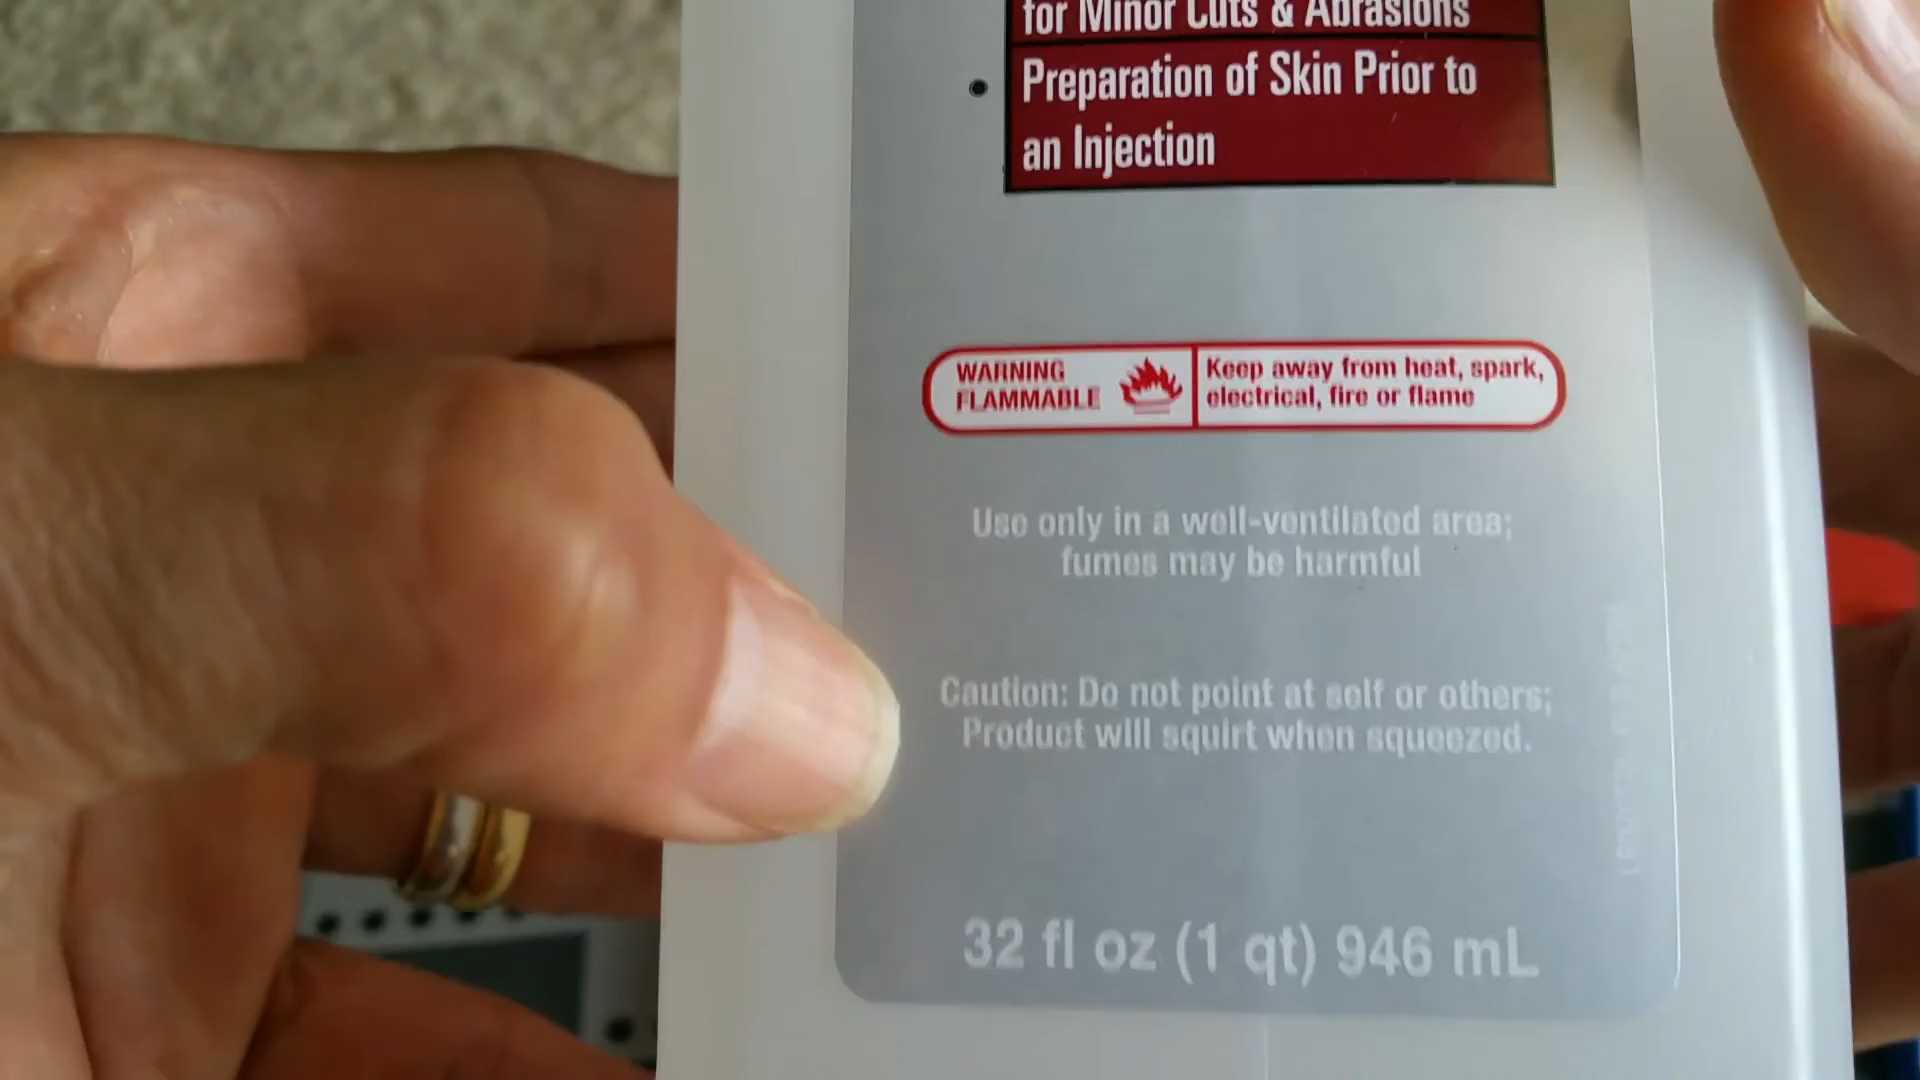 for Minor Cuts & Abrasions
Preparation of Skin Prior to
an Injection
WARNING
FLAMMABLE
Keep away from heat, spark,
electrical, fire or flame
Use only in a well-ventilated area;
fumes may be harmful
Caution: Do not point at self or others;
Product will squirt when squeezed.
32 fl oz (1 qt) 946 mL